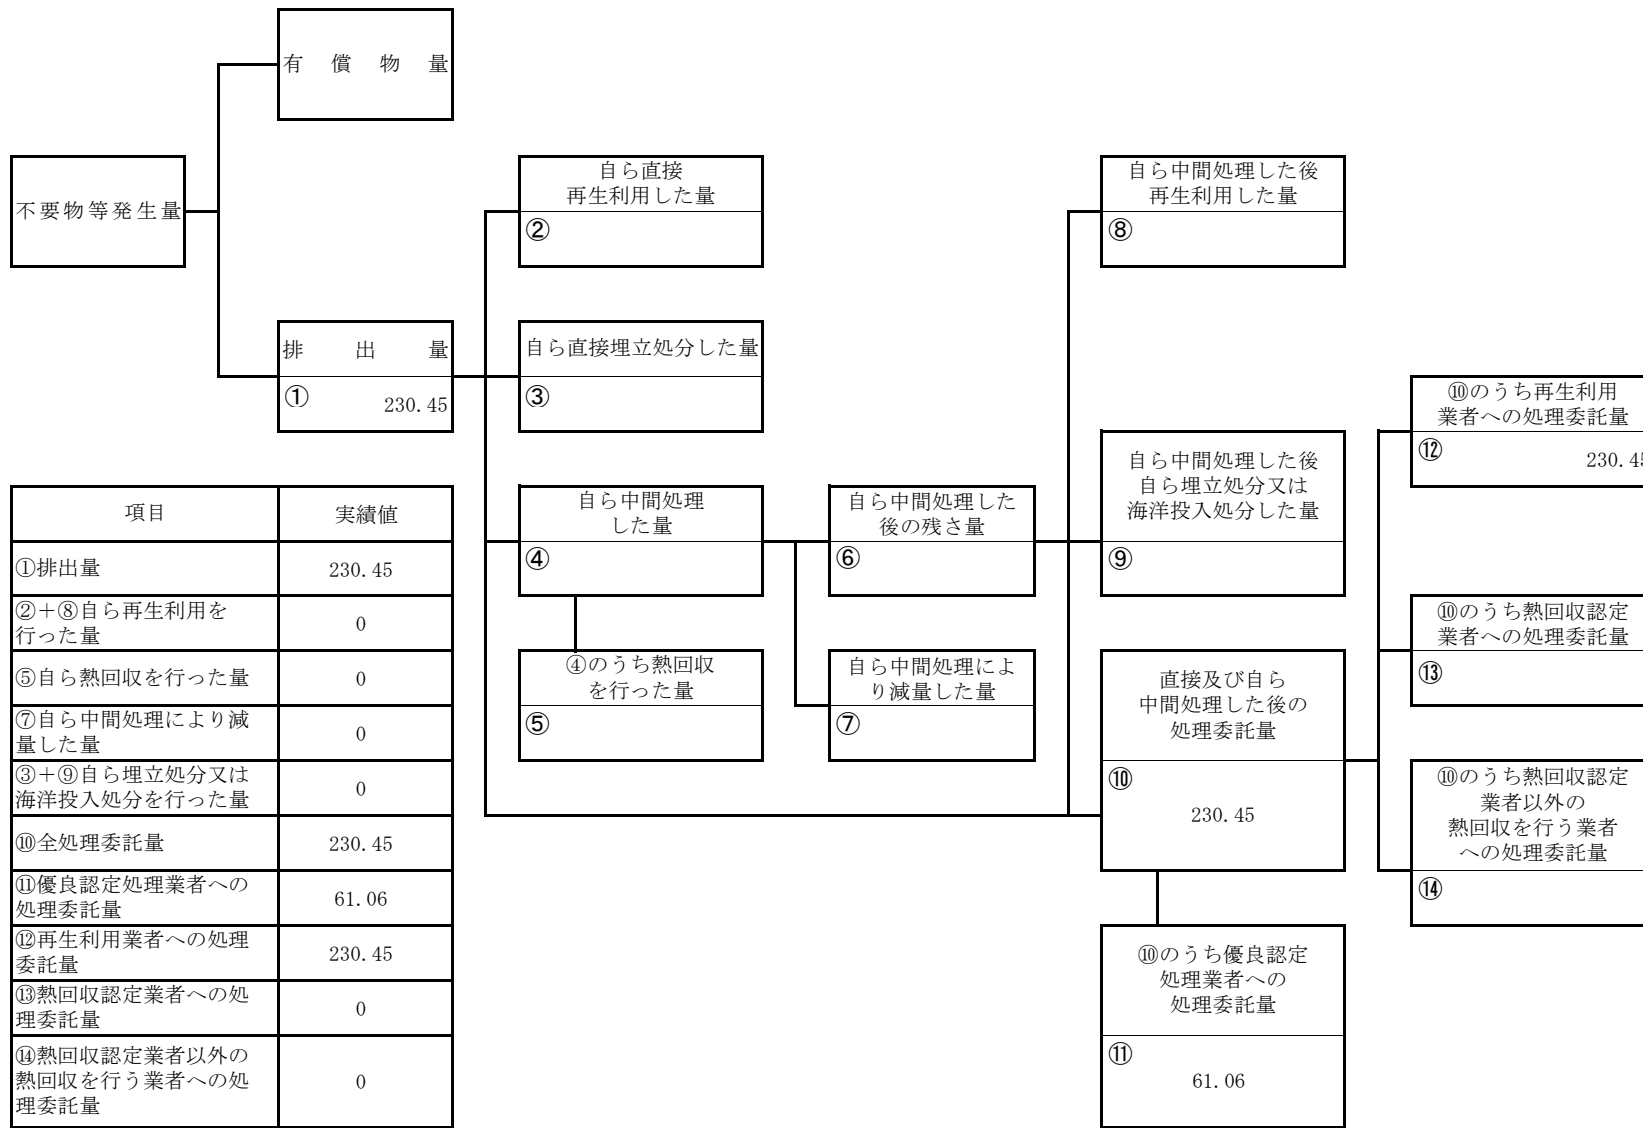 有償物量
不要物等発生量
排出量
①
230.45
自ら直接
再生利用した量
②
自ら直接埋立処分した量
③
自ら中間処理
した量
④
④のうち熱回収
を行った量
⑤
自ら中間処理した
後の残さ量
⑥
自ら中間処理によ
り減量した量
⑦
自ら中間処理した後
再生利用した量
⑧
自ら中間処理した後
自ら埋立処分又は
海洋投入処分した量
⑨
直接及び自ら
中間処理した後の
処理委託量
⑩
230.45
⑩のうち優良認定
処理業者への
処理委託量
⑪
61.06
⑩のうち再生利用
業者への処理委託量
⑫
230.45
⑩のうち熱回収認定
業者への処理委託量
⑬
⑩のうち熱回収認定
業者以外の
熱回収を行う業者
への処理委託量
⑭
項目 実績値
①排出量 230.45
②＋⑧自ら再生利用を
行った量 0
⑤自ら熱回収を行った量 0
⑦自ら中間処理により減
量した量 0
③＋⑨自ら埋立処分又は
海洋投入処分を行った量 0
⑩全処理委託量 230.45
⑪優良認定処理業者への
処理委託量 61.06
⑫再生利用業者への処理
委託量 230.45
⑬熱回収認定業者への処
理委託量 0
⑭熱回収認定業者以外の
熱回収を行う業者への処
理委託量 0